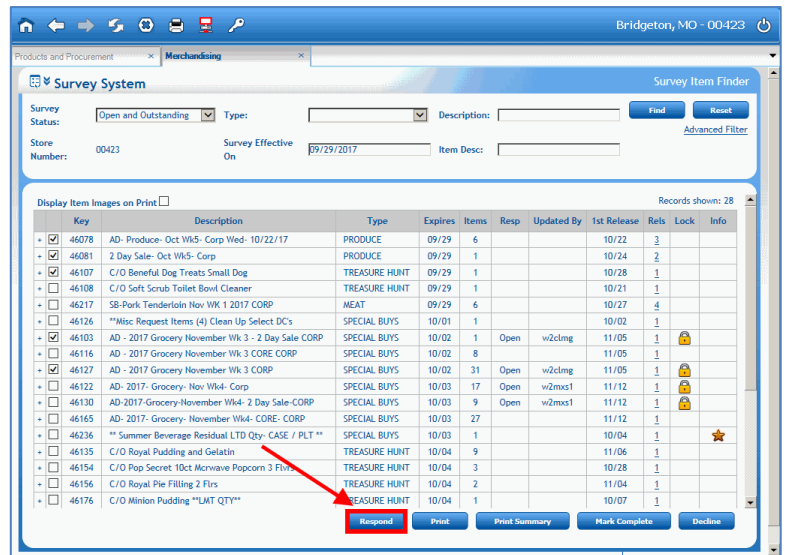 Bridgeton, MO - 00423
Products and Procurement × Merchandising ×
Survey System Survey Item Finder
Survey Status: Open and Outstanding Type: Description: Find Reset
Advanced Filter
Store Number: 00423 Survey Effective On 09/29/2017 Item Desc:
Display Item Images on Print Records shown: 28
Key Description Type Expires Items Resp Updated By 1st Release Rels Lock Info
+ 46078 AD- Produce- Oct Wk5- Corp Wed- 10/22/17 PRODUCE 09/29 6 10/22 3
+ 46081 2 Day Sale- Oct Wk5- Corp PRODUCE 09/29 1 10/24 2
+ 46107 C/O Beneful Dog Treats Small Dog TREASURE HUNT 09/29 1 10/28 1
+ 46108 C/O Soft Scrub Toilet Bowl Cleaner TREASURE HUNT 09/29 1 10/21 1
+ 46217 SB-Pork Tenderloin Nov WK 1 2017 CORP MEAT 09/29 6 10/27 4
+ 46126 **Misc Request Items (4) Clean Up Select DC's SPECIAL BUYS 10/01 1 10/02 1
+ 46103 AD - 2017 Grocery November Wk 3 - 2 Day Sale CORP SPECIAL BUYS 10/02 1 Open w2clmg 11/05 1
+ 46116 AD - 2017 Grocery November Wk 3 CORE CORP SPECIAL BUYS 10/02 8 11/05 1
+ 46127 AD - 2017 Grocery November Wk 3 CORP SPECIAL BUYS 10/02 31 Open w2clmg 11/05 1
+ 46122 AD- 2017- Grocery- Nov Wk4- Corp SPECIAL BUYS 10/03 17 Open w2mxs1 11/12 1
+ 46130 AD-2017-Grocery-November Wk4- 2 Day Sale-CORP SPECIAL BUYS 10/03 9 Open w2mxs1 11/12 1
+ 46165 AD- 2017- Grocery- November Wk4- CORE- CORP SPECIAL BUYS 10/03 27 11/12 1
+ 46236 ** Summer Beverage Residual LTD Qty- CASE / PLT ** SPECIAL BUYS 10/03 1 10/04 1
+ 46135 C/O Royal Pudding and Gelatin TREASURE HUNT 10/04 9 11/06 1
+ 46154 C/O Pop Secret 10ct Mcrwave Popcorn 3 Flvrs TREASURE HUNT 10/04 3 10/28 1
+ 46156 C/O Royal Pie Filling 2 Flrs TREASURE HUNT 10/04 2 11/04 1
+ 46176 C/O Minion Pudding **LMT QTY** TREASURE HUNT 10/04 1 10/07 1
Respond Print Print Summary Mark Complete Decline